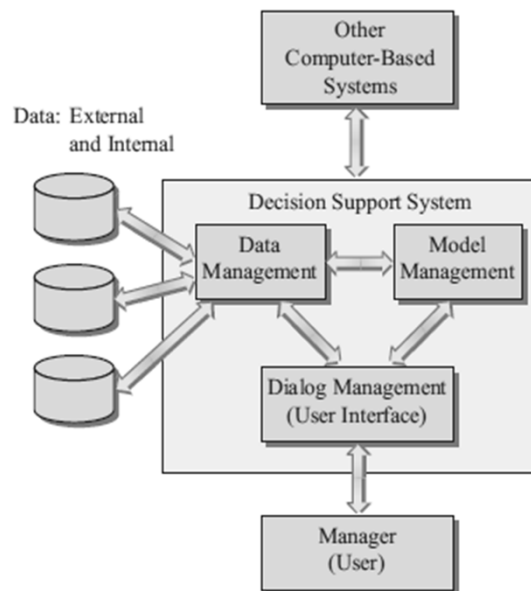 Other
Computer-Based
Systems
Data: External
and Internal
Decision Support System
Data
Management
Model
Management
Dialog Management
(User Interface)
Manager
(User)